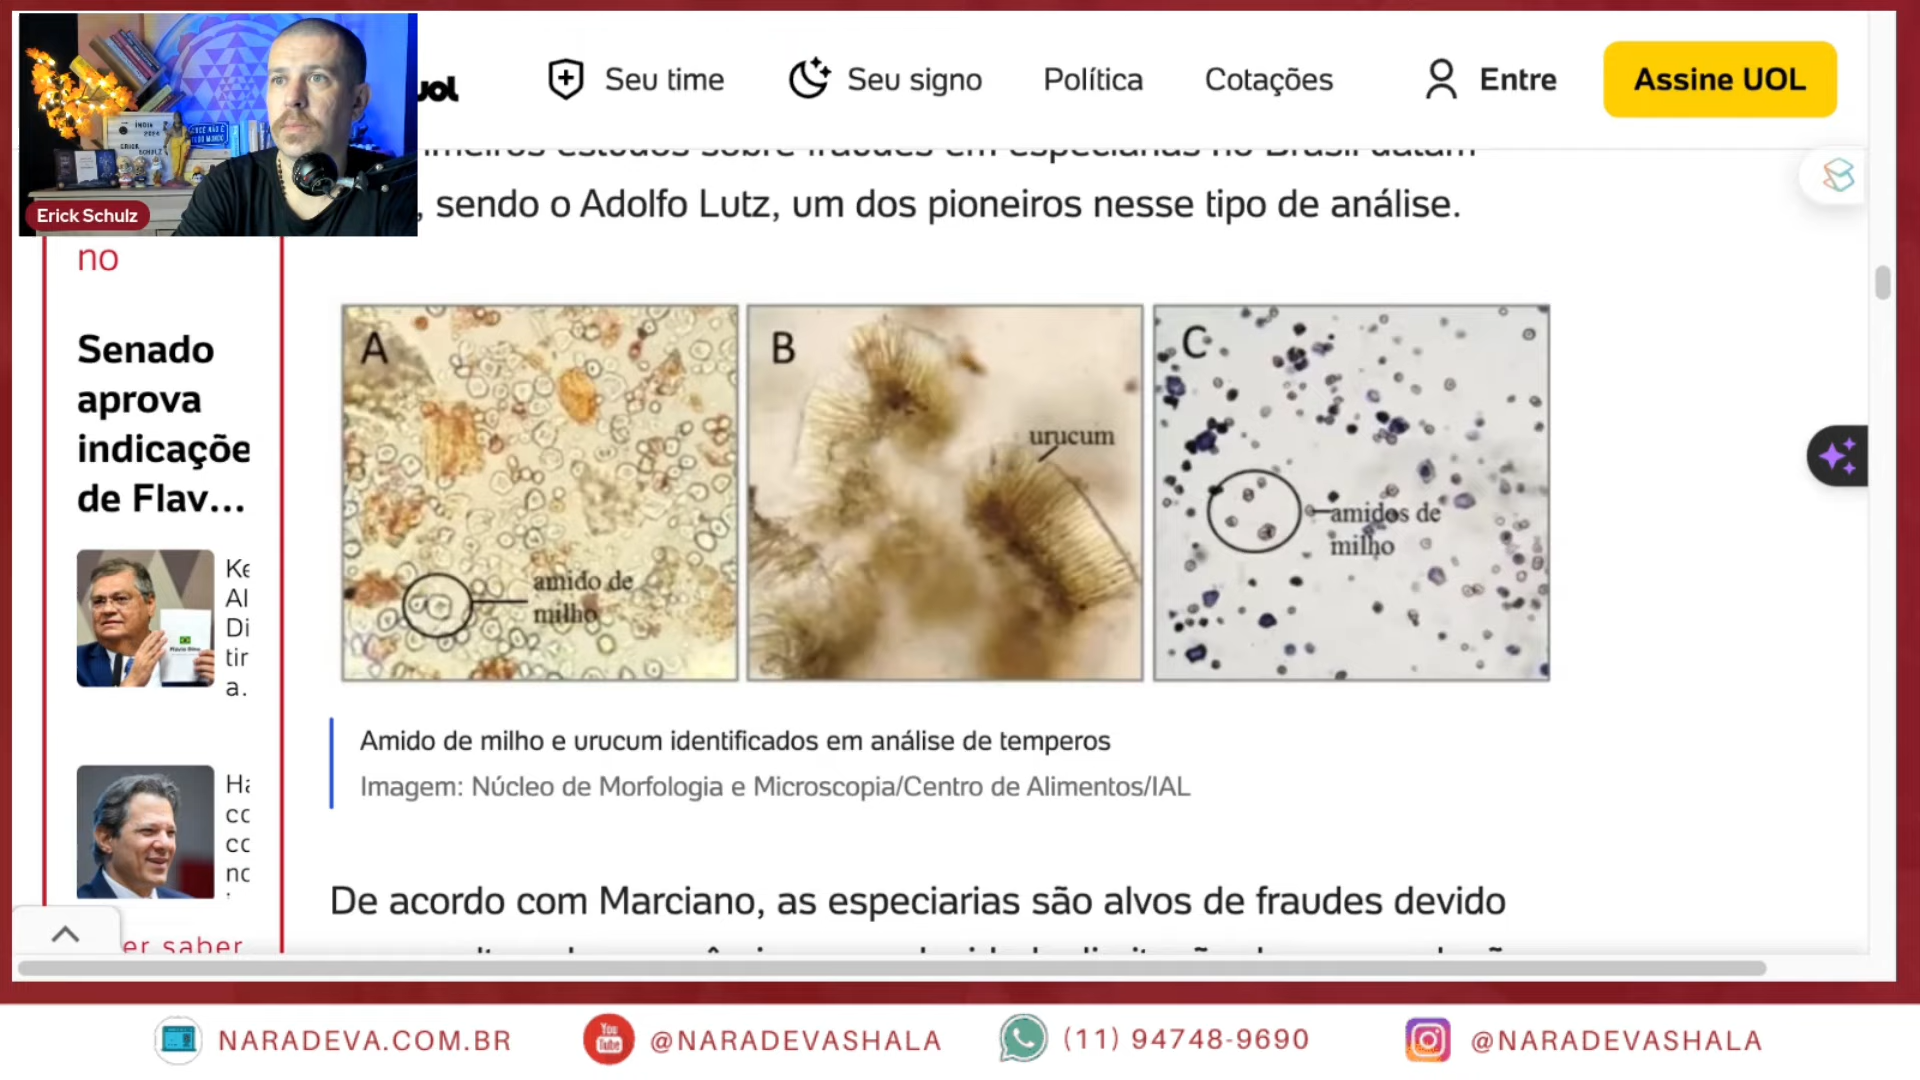 Seu time
Seu signo
Política
Cotações
Entre
Assine UOL
Erick Schulz
sendo o Adolfo Lutz, um dos pioneiros nesse tipo de análise.
no
Senado
aprova
indicaçõe
de Flav...
A
amido de
milho
B
urucum
C
amidos de
milho
Amido de milho e urucum identificados em análise de temperos
Imagem: Núcleo de Morfologia e Microscopia/Centro de Alimentos/IAL
De acordo com Marciano, as especiarias são alvos de fraudes devido
er saber
NARADEVA.COM.BR
@NARADEVASHALA
(11) 94748-9690
@NARADEVASHALA